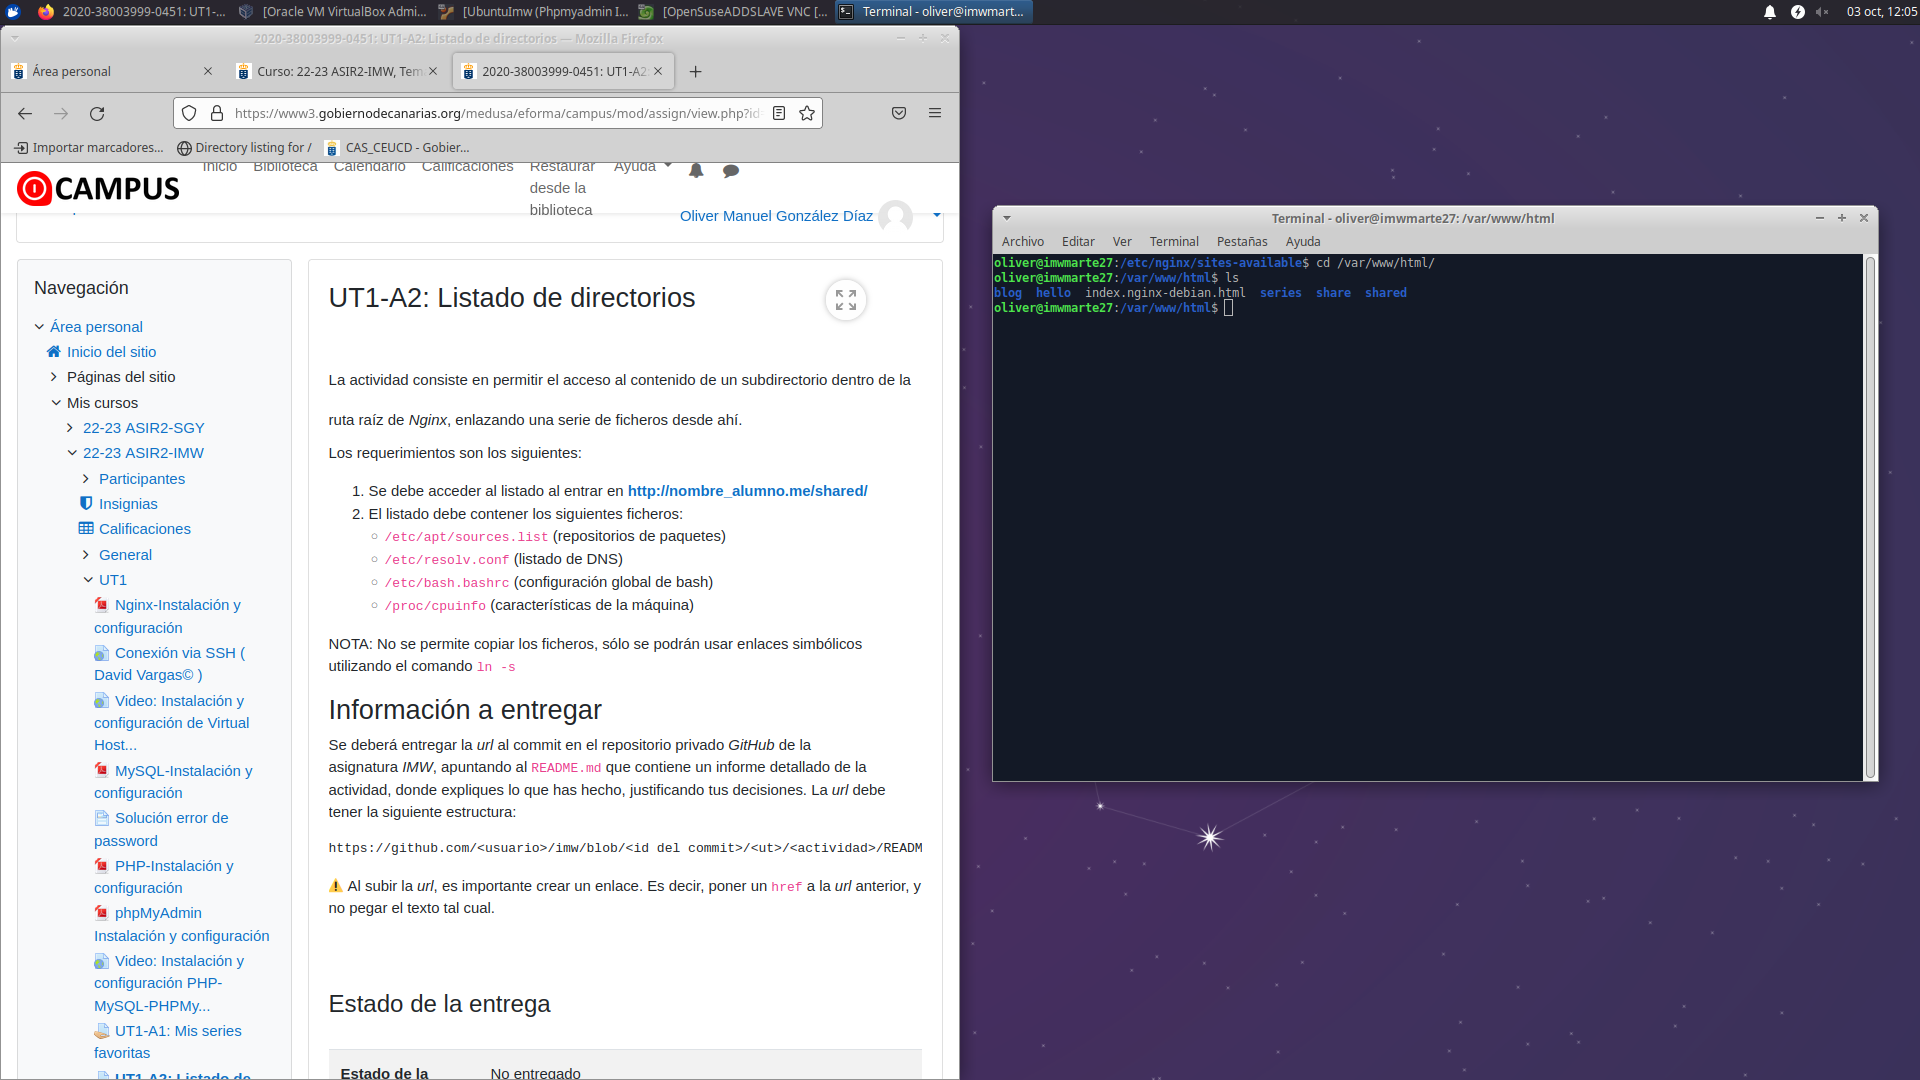 2020-38003999-0451: UT1-...
[Oracle VM VirtualBox Admi...
[UbuntuImw (Phpmyadmin I...
[OpenSuseADDSLAVE VNC [...
Terminal - oliver@imwmart...
03 oct, 12:05
2020-38003999-0451: UT1-A2: Listado de directorios — Mozilla Firefox
Área personal
Curso: 22-23 ASIR2-IMW, Tem
2020-38003999-0451: UT1-A2:
https://www3.gobiernodecanarias.org/medusa/eforma/campus/mod/assign/view.php?id=
Importar marcadores...
Directory listing for /
CAS_CEUCD - Gobier...
CAMPUS
Inicio
Biblioteca
Calendario
Calificaciones
Restaurar
desde la
biblioteca
Ayuda
Oliver Manuel González Díaz
Navegación
Área personal
Inicio del sitio
Páginas del sitio
Mis cursos
22-23 ASIR2-SGY
22-23 ASIR2-IMW
Participantes
Insignias
Calificaciones
General
UT1
Nginx-Instalación y
configuración
Conexión via SSH (
David Vargas© )
Video: Instalación y
configuración de Virtual
Host...
MySQL-Instalación y
configuración
Solución error de
password
PHP-Instalación y
configuración
phpMyAdmin
Instalación y configuración
Video: Instalación y
configuración PHP-
MySQL-PHPMy...
UT1-A1: Mis series
favoritas
UT1-A2: Listado de
UT1-A2: Listado de directorios
La actividad consiste en permitir el acceso al contenido de un subdirectorio dentro de la
ruta raíz de Nginx, enlazando una serie de ficheros desde ahí.
Los requerimientos son los siguientes:
1. Se debe acceder al listado al entrar en http://nombre_alumno.me/shared/
2. El listado debe contener los siguientes ficheros:
/etc/apt/sources.list (repositorios de paquetes)
/etc/resolv.conf (listado de DNS)
/etc/bash.bashrc (configuración global de bash)
/proc/cpuinfo (características de la máquina)
NOTA: No se permite copiar los ficheros, sólo se podrán usar enlaces simbólicos
utilizando el comando ln -s
Información a entregar
Se deberá entregar la url al commit en el repositorio privado GitHub de la
asignatura IMW, apuntando al README.md que contiene un informe detallado de la
actividad, donde expliques lo que has hecho, justificando tus decisiones. La url debe
tener la siguiente estructura:
https://github.com/<usuario>/imw/blob/<id del commit>/<ut>/<actividad>/READM
Al subir la url, es importante crear un enlace. Es decir, poner un href a la url anterior, y
no pegar el texto tal cual.
Estado de la entrega
Estado de la
No entregado
Terminal - oliver@imwmarte27: /var/www/html
Archivo Editar Ver Terminal Pestañas Ayuda
oliver@imwmarte27:/etc/nginx/sites-available$ cd /var/www/html/
oliver@imwmarte27:/var/www/html$ ls
blog hello index.nginx-debian.html series share shared
oliver@imwmarte27:/var/www/html$